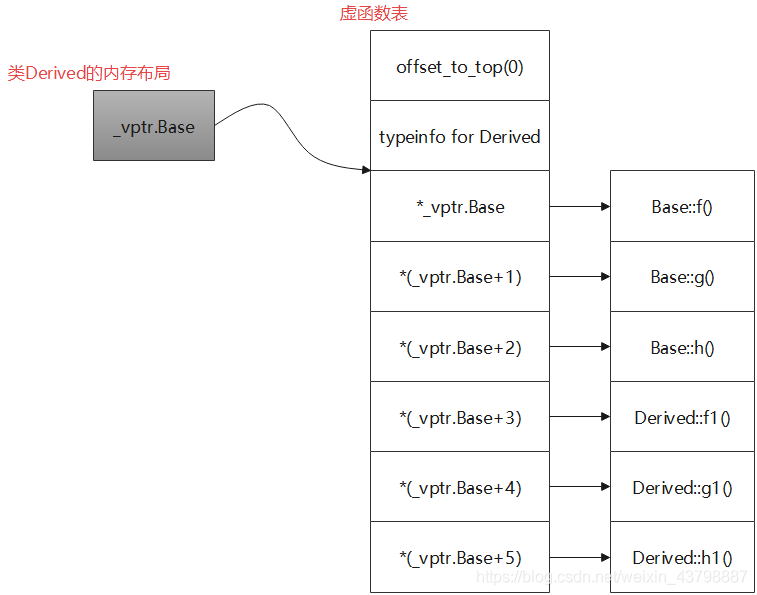 虚函数表
类Derived的内存布局
_vptr.Base
offset_to_top(0)
typeinfo for Derived
*_vptr.Base
Base::f()
*(_vptr.Base+1)
Base::g()
*(_vptr.Base+2)
Base::h()
*(_vptr.Base+3)
Derived::f1()
*(_vptr.Base+4)
Derived::g1()
*(_vptr.Base+5)
Derived::h1()
https://blog.csdn.net/weixin_43798887